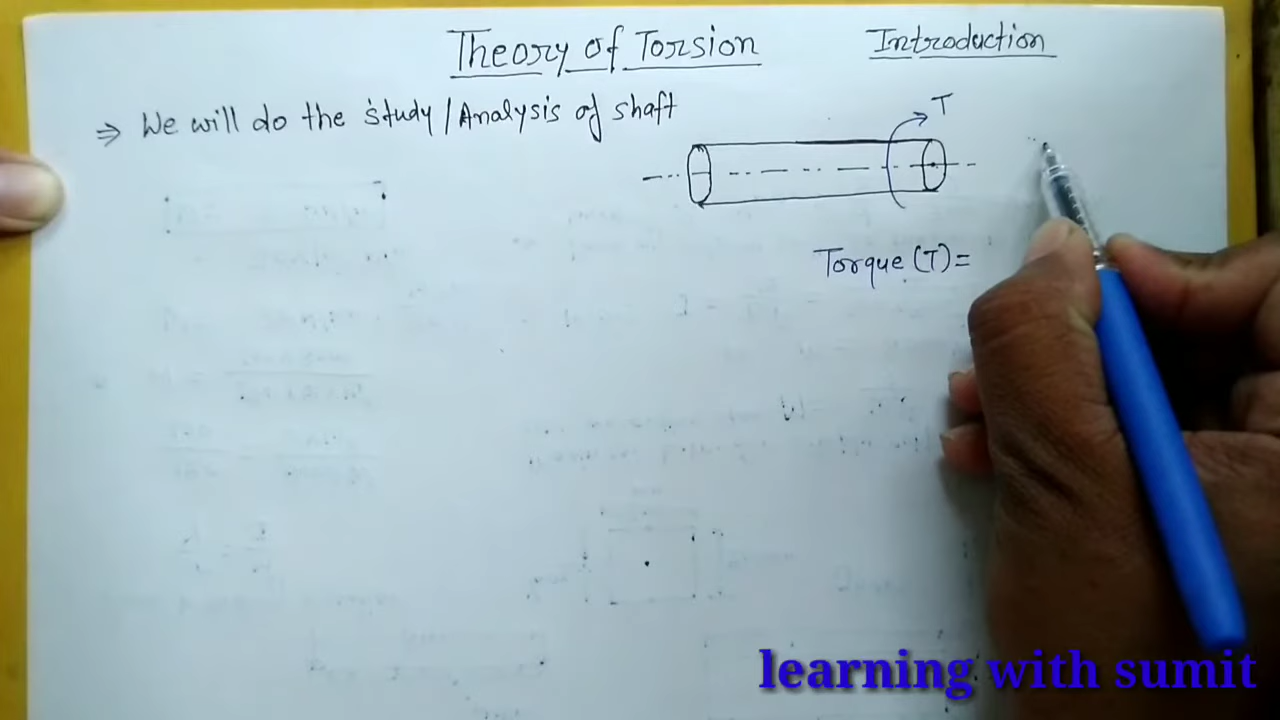 Theory of Torsion Introduction
⇒ We will do the study/Analysis of shaft
T
Torque (T)=
learning with sumit